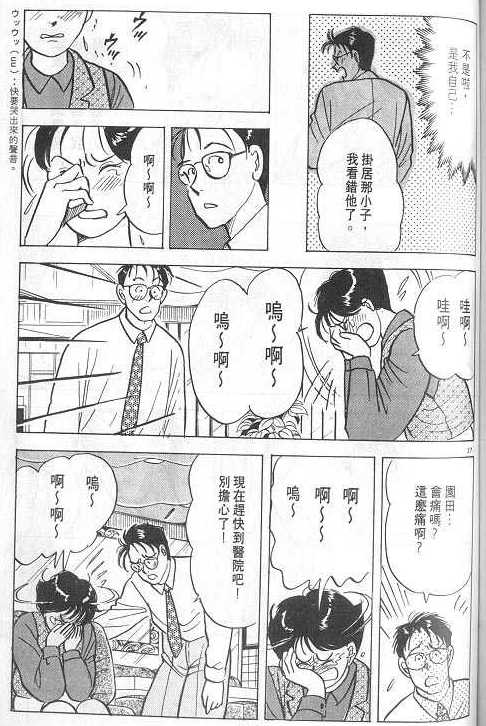 不是啦，
是我自己…
掛居那小子，
我看錯他了。
啊～啊～
ウッウッ（uu）：快要哭出來的聲音。
哇啊～
哇啊～
嗚～啊～
嗚～啊～
17
園田…
會痛嗎？
這麼痛啊？
啊～
啊～
嗚～
現在趕快到醫院吧！
別擔心了！
嗚～
啊～啊～